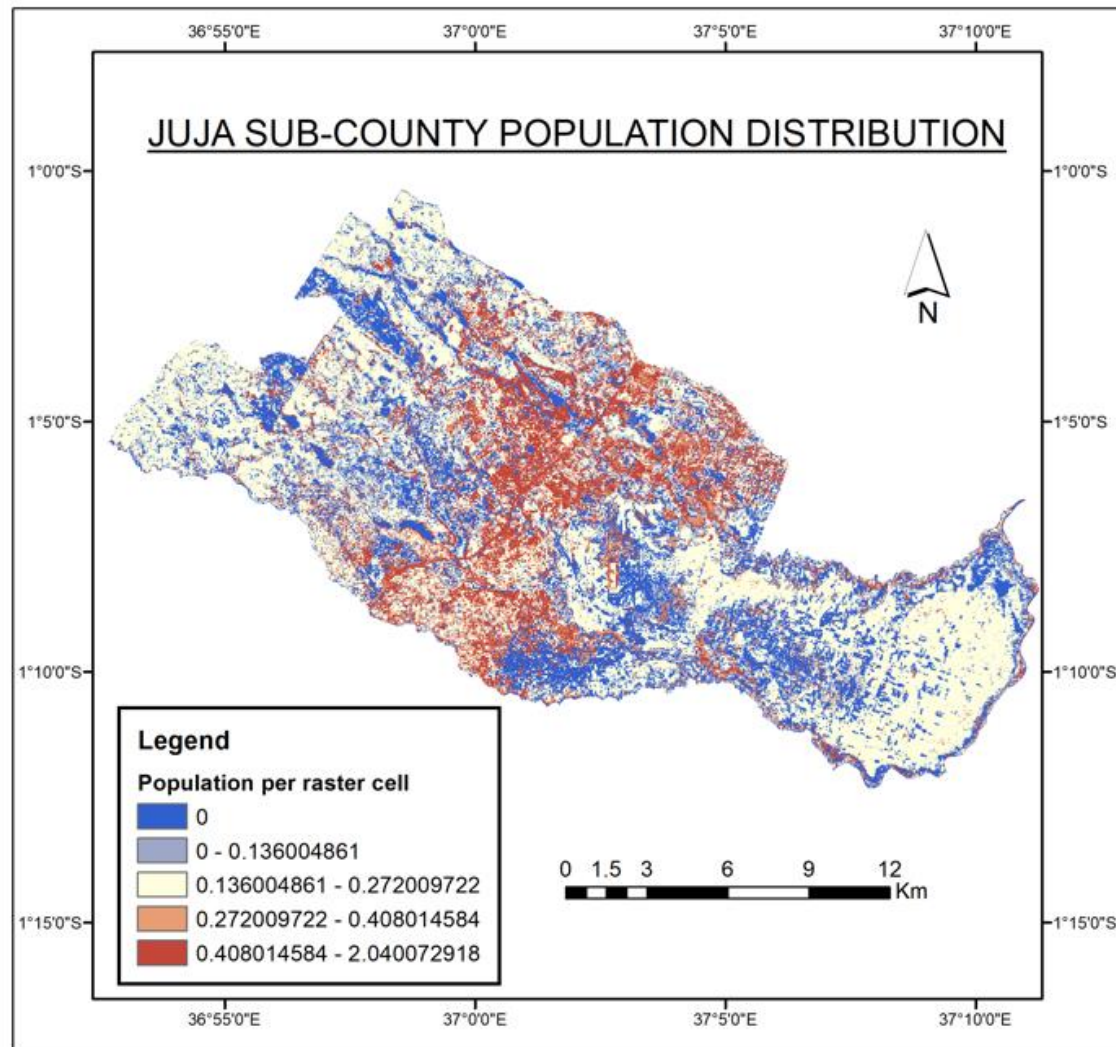 36°55'0"E 37°0'0"E 37°5'0"E 37°10'0"E
JUJA SUB-COUNTY POPULATION DISTRIBUTION
1°0'0"S 1°0'0"S
N
1°5'0"S 1°5'0"S
1°10'0"S 1°10'0"S
Legend
Population per raster cell
0
0 - 0.136004861
0.136004861 - 0.272009722
0.272009722 - 0.408014584
0.408014584 - 2.040072918
0 1.5 3 6 9 12
Km
1°15'0"S 1°15'0"S
36°55'0"E 37°0'0"E 37°5'0"E 37°10'0"E